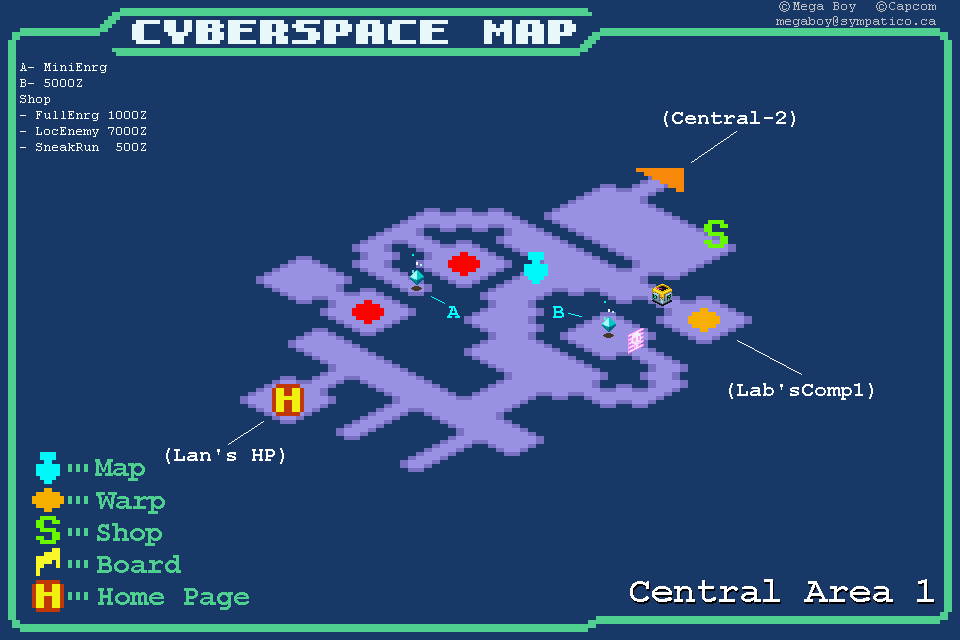 ©Mega Boy ©Capcom
megaboy@sympatico.ca
CYBERSPACE MAP
A- MiniEnrg
B- 5000Z
Shop
- FullEnrg 1000Z
- LocEnemy 7000Z
- SneakRun 500Z
(Central-2)
S
A
B
(Lab'sComp1)
H
(Lan's HP)
Map
Warp
S Shop
Board
H Home Page
Central Area 1